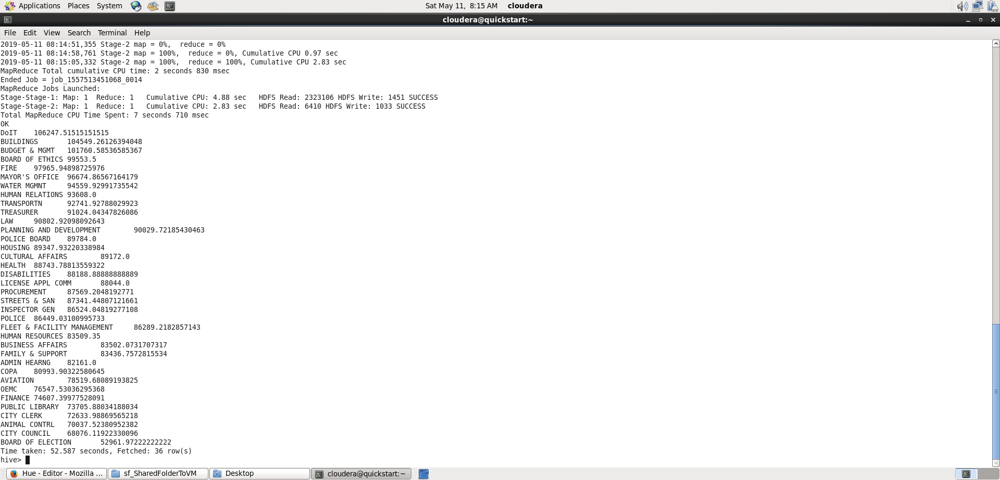 Applications Places System Sat May 11, 8:15 AM cloudera
cloudera@quickstart:~
File Edit View Search Terminal Help
2019-05-11 08:14:51,355 Stage-2 map = 0%,  reduce = 0%
2019-05-11 08:14:58,761 Stage-2 map = 100%,  reduce = 0%, Cumulative CPU 0.97 sec
2019-05-11 08:15:05,332 Stage-2 map = 100%,  reduce = 100%, Cumulative CPU 2.83 sec
MapReduce Total cumulative CPU time: 2 seconds 830 msec
Ended Job = job_1557513451068_0014
MapReduce Jobs Launched:
Stage-Stage-1: Map: 1  Reduce: 1   Cumulative CPU: 4.88 sec   HDFS Read: 2323106 HDFS Write: 1451 SUCCESS
Stage-Stage-2: Map: 1  Reduce: 1   Cumulative CPU: 2.83 sec   HDFS Read: 6410 HDFS Write: 1033 SUCCESS
Total MapReduce CPU Time Spent: 7 seconds 710 msec
OK
DoIT    106247.51515151515
BUILDINGS       104549.26126394048
BUDGET & MGMT   101760.58536585367
BOARD OF ETHICS 99553.5
FIRE    97965.94898725976
MAYOR'S OFFICE  96674.86567164179
WATER MGMNT     94559.92991735542
HUMAN RELATIONS 93608.0
TRANSPORTN      92741.92788029923
TREASURER       91024.04347826086
LAW     90802.92098092643
PLANNING AND DEVELOPMENT        90029.72185430463
POLICE BOARD    89784.0
HOUSING 89347.93220338984
CULTURAL AFFAIRS        89172.0
HEALTH  88743.78813559322
DISABILITIES    88188.88888888889
LICENSE APPL COMM       88044.0
PROCUREMENT     87569.2048192771
STREETS & SAN   87341.44807121661
INSPECTOR GEN   86524.04819277108
POLICE  86449.03100995733
FLEET & FACILITY MANAGEMENT     86289.2182857143
HUMAN RESOURCES 83509.35
BUSINESS AFFAIRS        83502.0731707317
FAMILY & SUPPORT        83436.7572815534
ADMIN HEARNG    82161.0
COPA    80993.90322580645
AVIATION        78519.68089193825
OEMC    76547.53036295368
FINANCE 74607.39977528091
PUBLIC LIBRARY  73705.88034188034
CITY CLERK      72633.98869565218
ANIMAL CONTRL   70037.52380952382
CITY COUNCIL    68076.11922330096
BOARD OF ELECTION       52961.97222222222
Time taken: 52.587 seconds, Fetched: 36 row(s)
hive>
Hue - Editor - Mozilla ... sf_SharedFolderToVM Desktop cloudera@quickstart:~